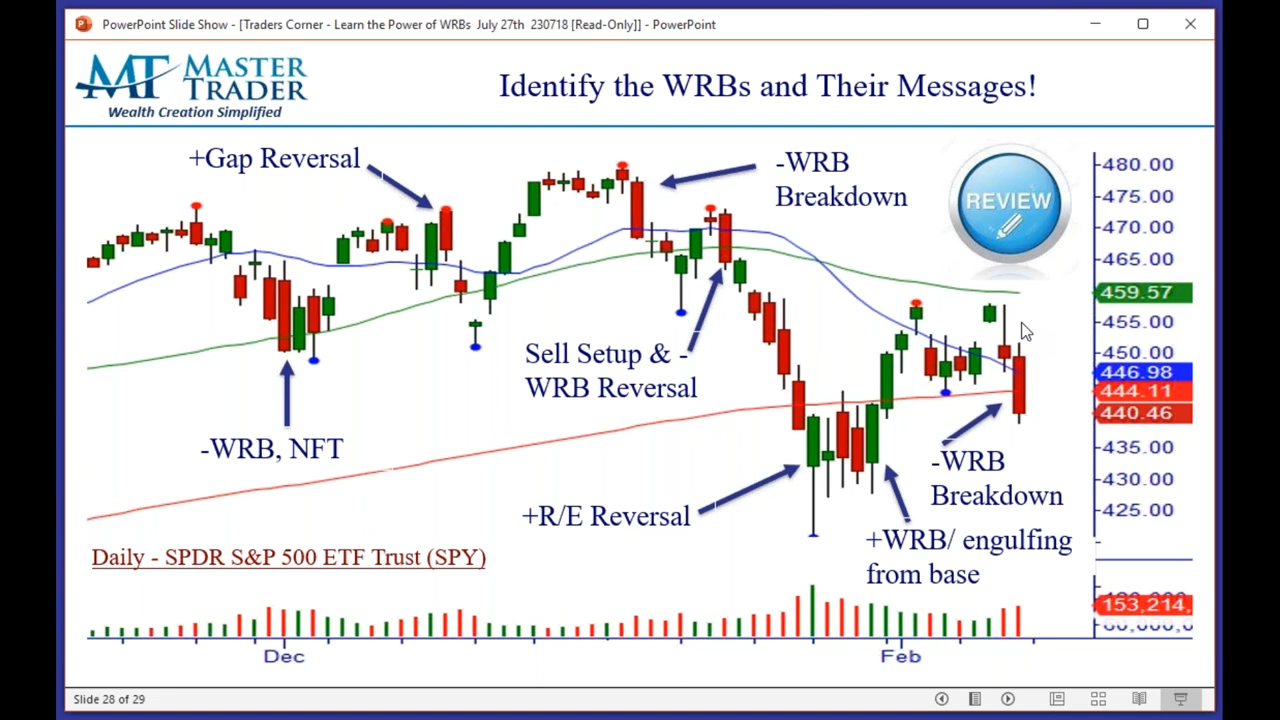 PowerPoint Slide Show - [Traders Corner - Learn the Power of WRBs July 27th 230718 [Read-Only]] - PowerPoint
MASTER
TRADER
MT
Wealth Creation Simplified
Identify the WRBs and Their Messages!
+Gap Reversal
-WRB
Breakdown
REVIEW
480.00
475.00
470.00
465.00
459.57
455.00
450.00
446.98
444.11
440.46
435.00
430.00
425.00
Sell Setup & -
WRB Reversal
-WRB, NFT
+R/E Reversal
-WRB
Breakdown
+WRB/ engulfing
from base
Daily - SPDR S&P 500 ETF Trust (SPY)
153,214,
Dec
Feb
Slide 28 of 29